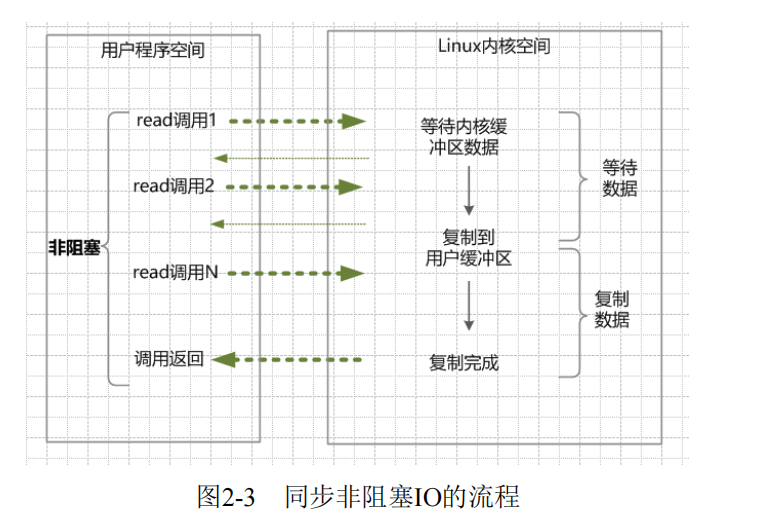 用户程序空间
Linux内核空间
read调用1
等待内核缓
冲区数据
等待
数据
read调用2
非阻塞
复制到
用户缓冲区
read调用N
复制
数据
调用返回
复制完成
图2-3 同步非阻塞IO的流程